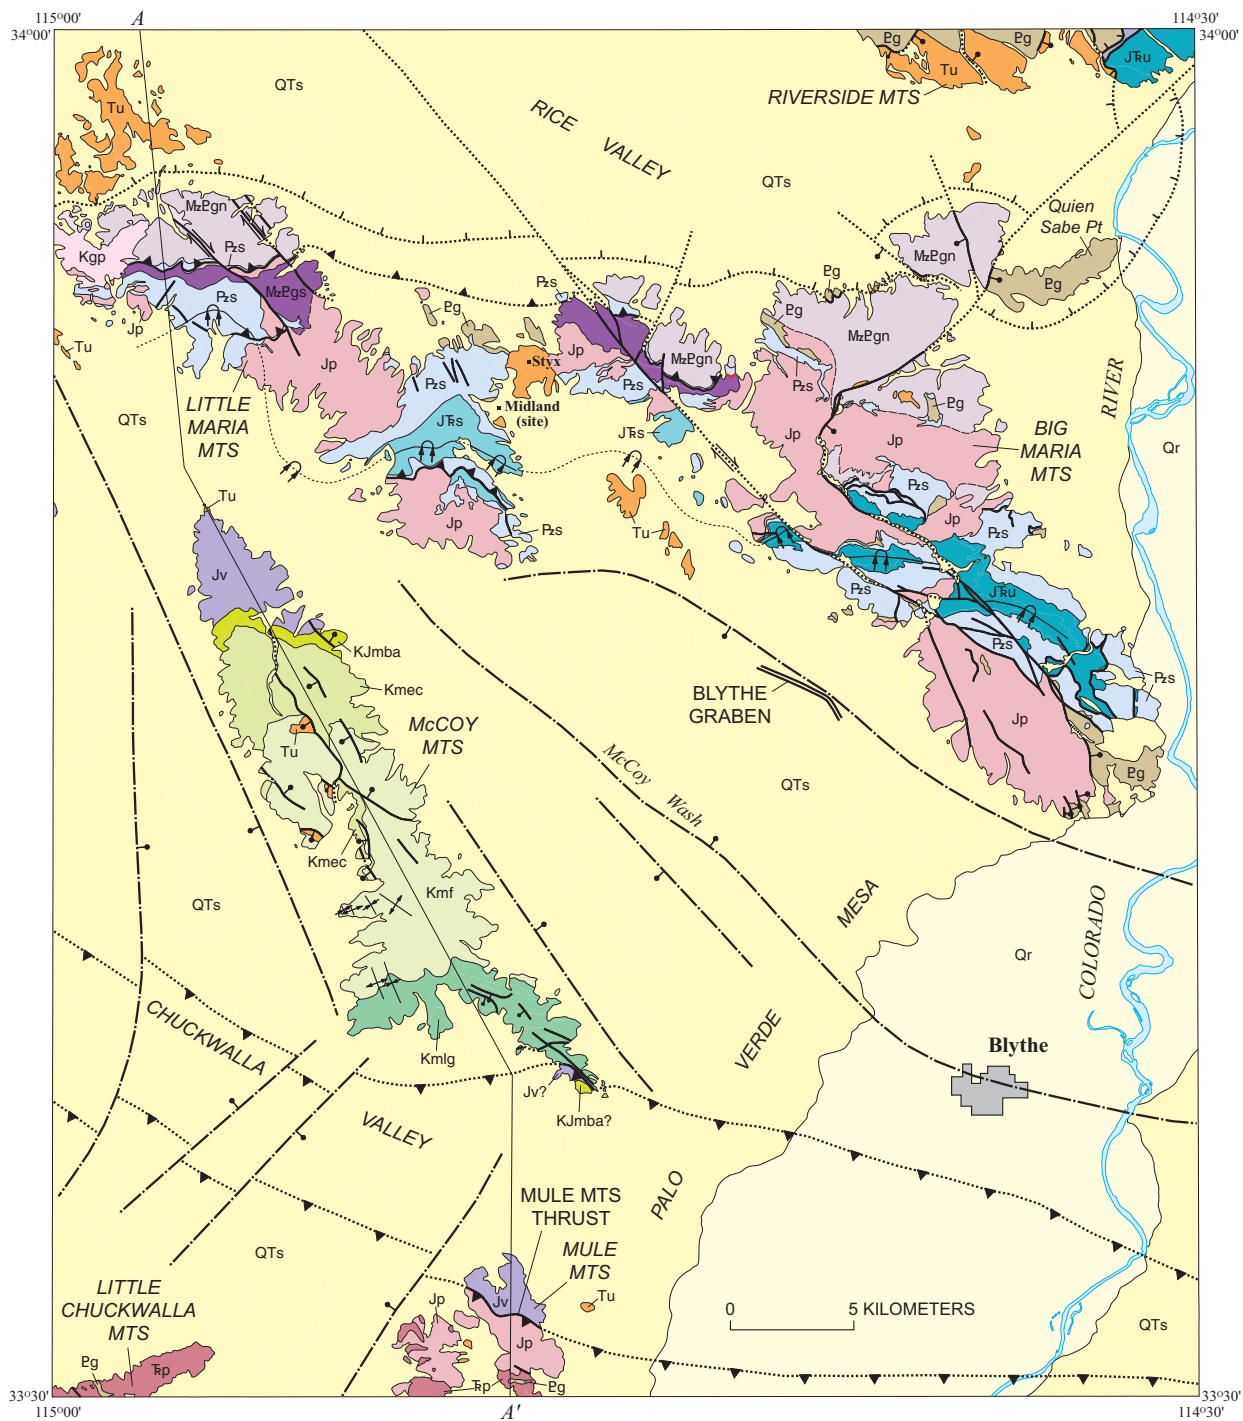 115°00'
A
114°30'
34°00'
34°00'
Pg
Pg
Pg
JTRu
Tu
QTs
Tu
RIVERSIDE MTS
RICE
VALLEY
QTs
MzPgn
Quien
Sabe Pt
Kgp
Pzs
MzPgn
Pg
Pzs
MzPgs
Pzs
Pg
Pg
Pg
Jp
MzPgn
Tu
Jp
Jp
Styx
MzPgn
Pzs
Pzs
Pzs
RIVER
QTs
LITTLE
MARIA
MTS
Midland
(site)
Pg
JTRs
JTRs
Jp
Jp
BIG
MARIA
MTS
Qr
Pzs
Tu
Jp
Pzs
Tu
Jp
Pzs
Jv
Pzs
JTRu
KJmba
Pzs
Kmec
BLYTHE
GRABEN
Pzs
Jp
McCOY
MTS
Tu
McCoy
Wash
QTs
Pg
Kmec
Kmf
MESA
QTs
COLORADO
Qr
CHUCKWALLA
VERDE
Kmlg
Blythe
Jv?
KJmba?
VALLEY
PALO
MULE MTS
THRUST
QTs
MULE
MTS
LITTLE
CHUCKWALLA
MTS
Jp
Jv
Tu
0
5 KILOMETERS
QTs
Jp
Pg
TRp
TRp
Pg
33°30'
33°30'
115°00'
A'
114°30'